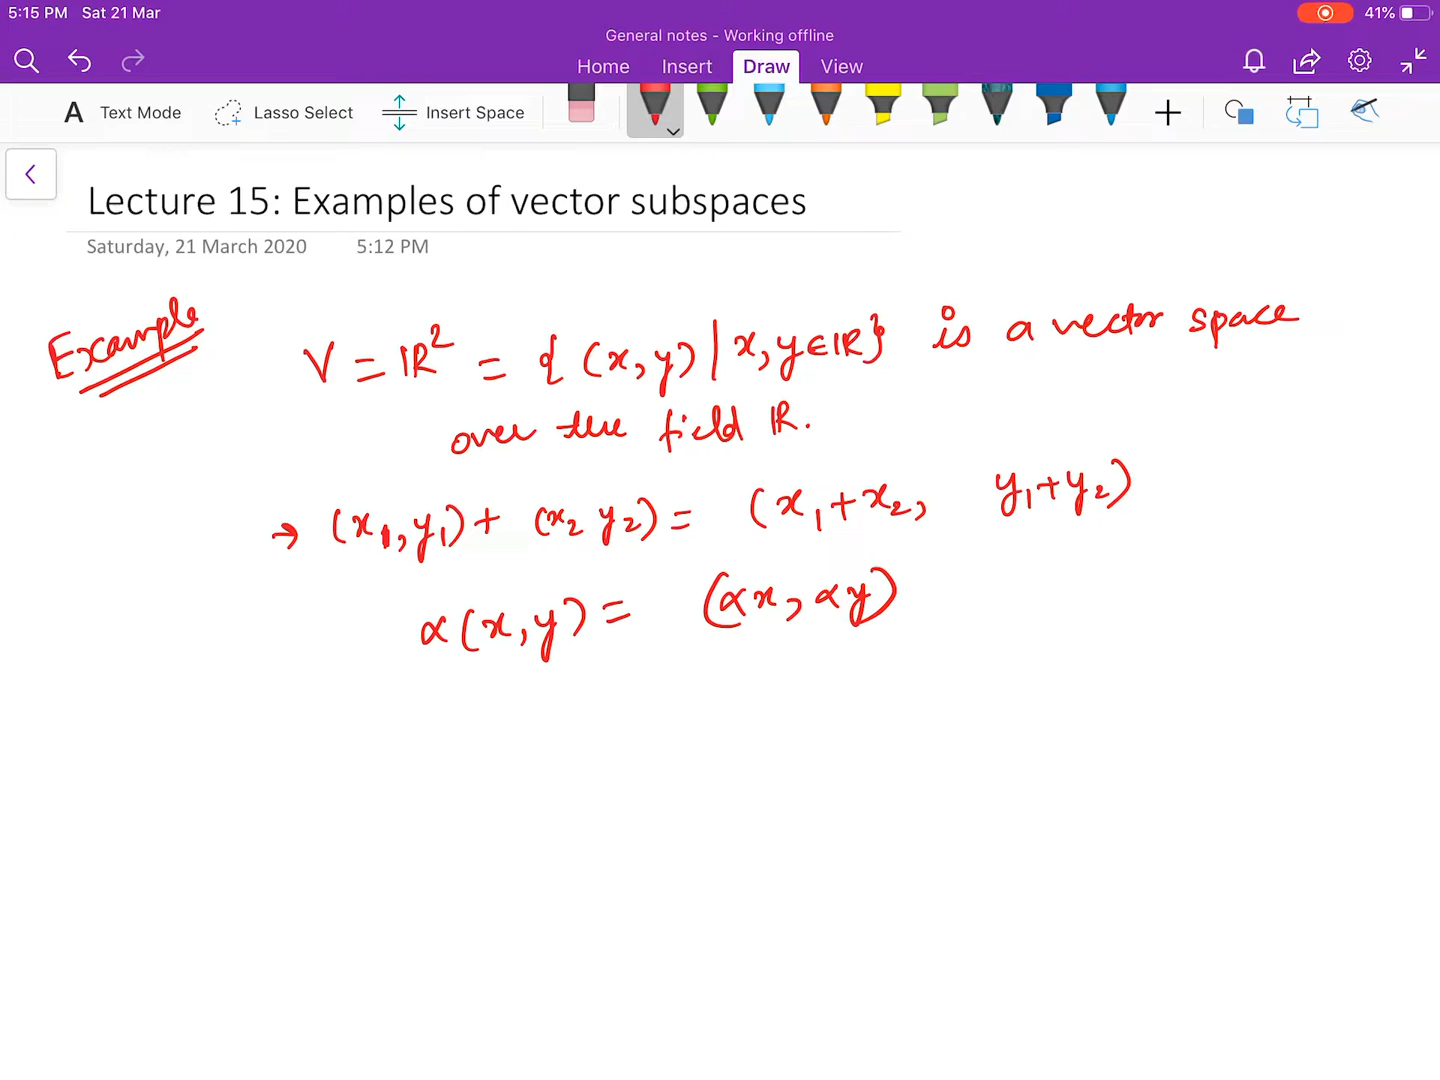 5:15 PM Sat 21 Mar 41%
General notes - Working offline
Home Insert Draw View
A Text Mode Lasso Select Insert Space
Lecture 15: Examples of vector subspaces
Saturday, 21 March 2020 5:12 PM
Example V = ℝ² = { (x, y) | x, y ∈ ℝ } is a vector space
over the field ℝ.
→ (x₁, y₁) + (x₂ y₂) = (x₁ + x₂, y₁ + y₂)
α (x, y) = (αx, αy)